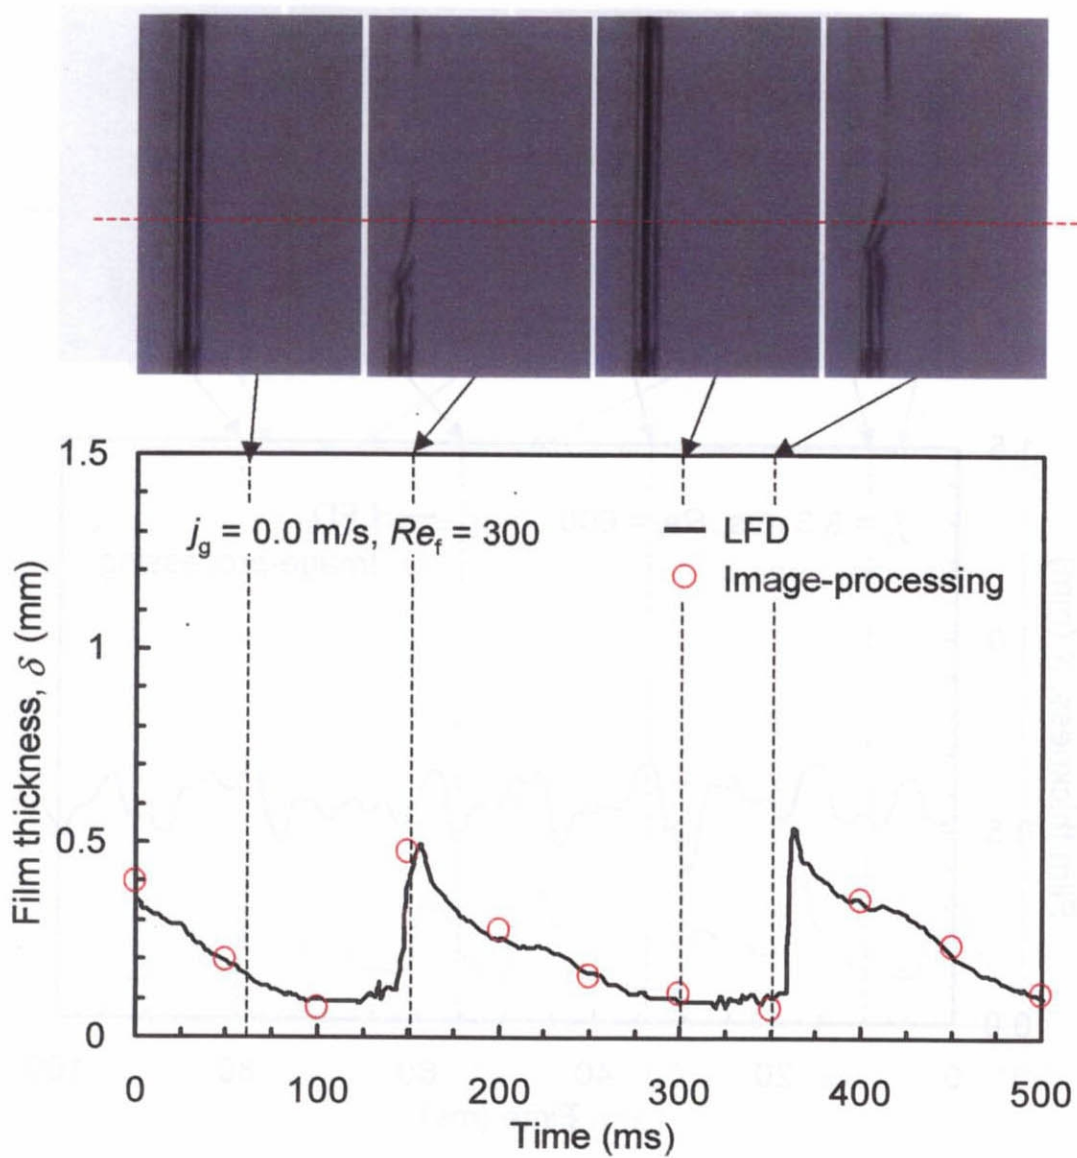 1.5
j_g = 0.0 m/s, Re_f = 300
LFD
Image-processing
1
0.5
0
Film thickness, δ (mm)
0 100 200 300 400 500
Time (ms)